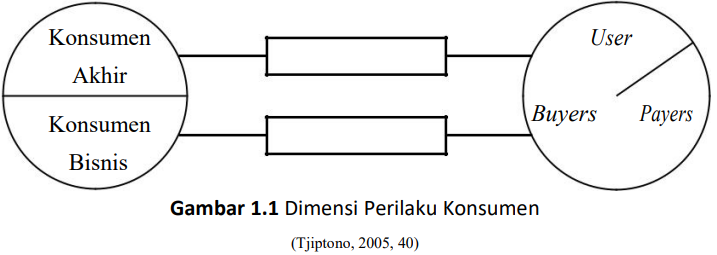 Konsumen
Akhir
Konsumen
Bisnis
User
Buyers
Payers
Gambar 1.1 Dimensi Perilaku Konsumen
(Tjiptono, 2005, 40)